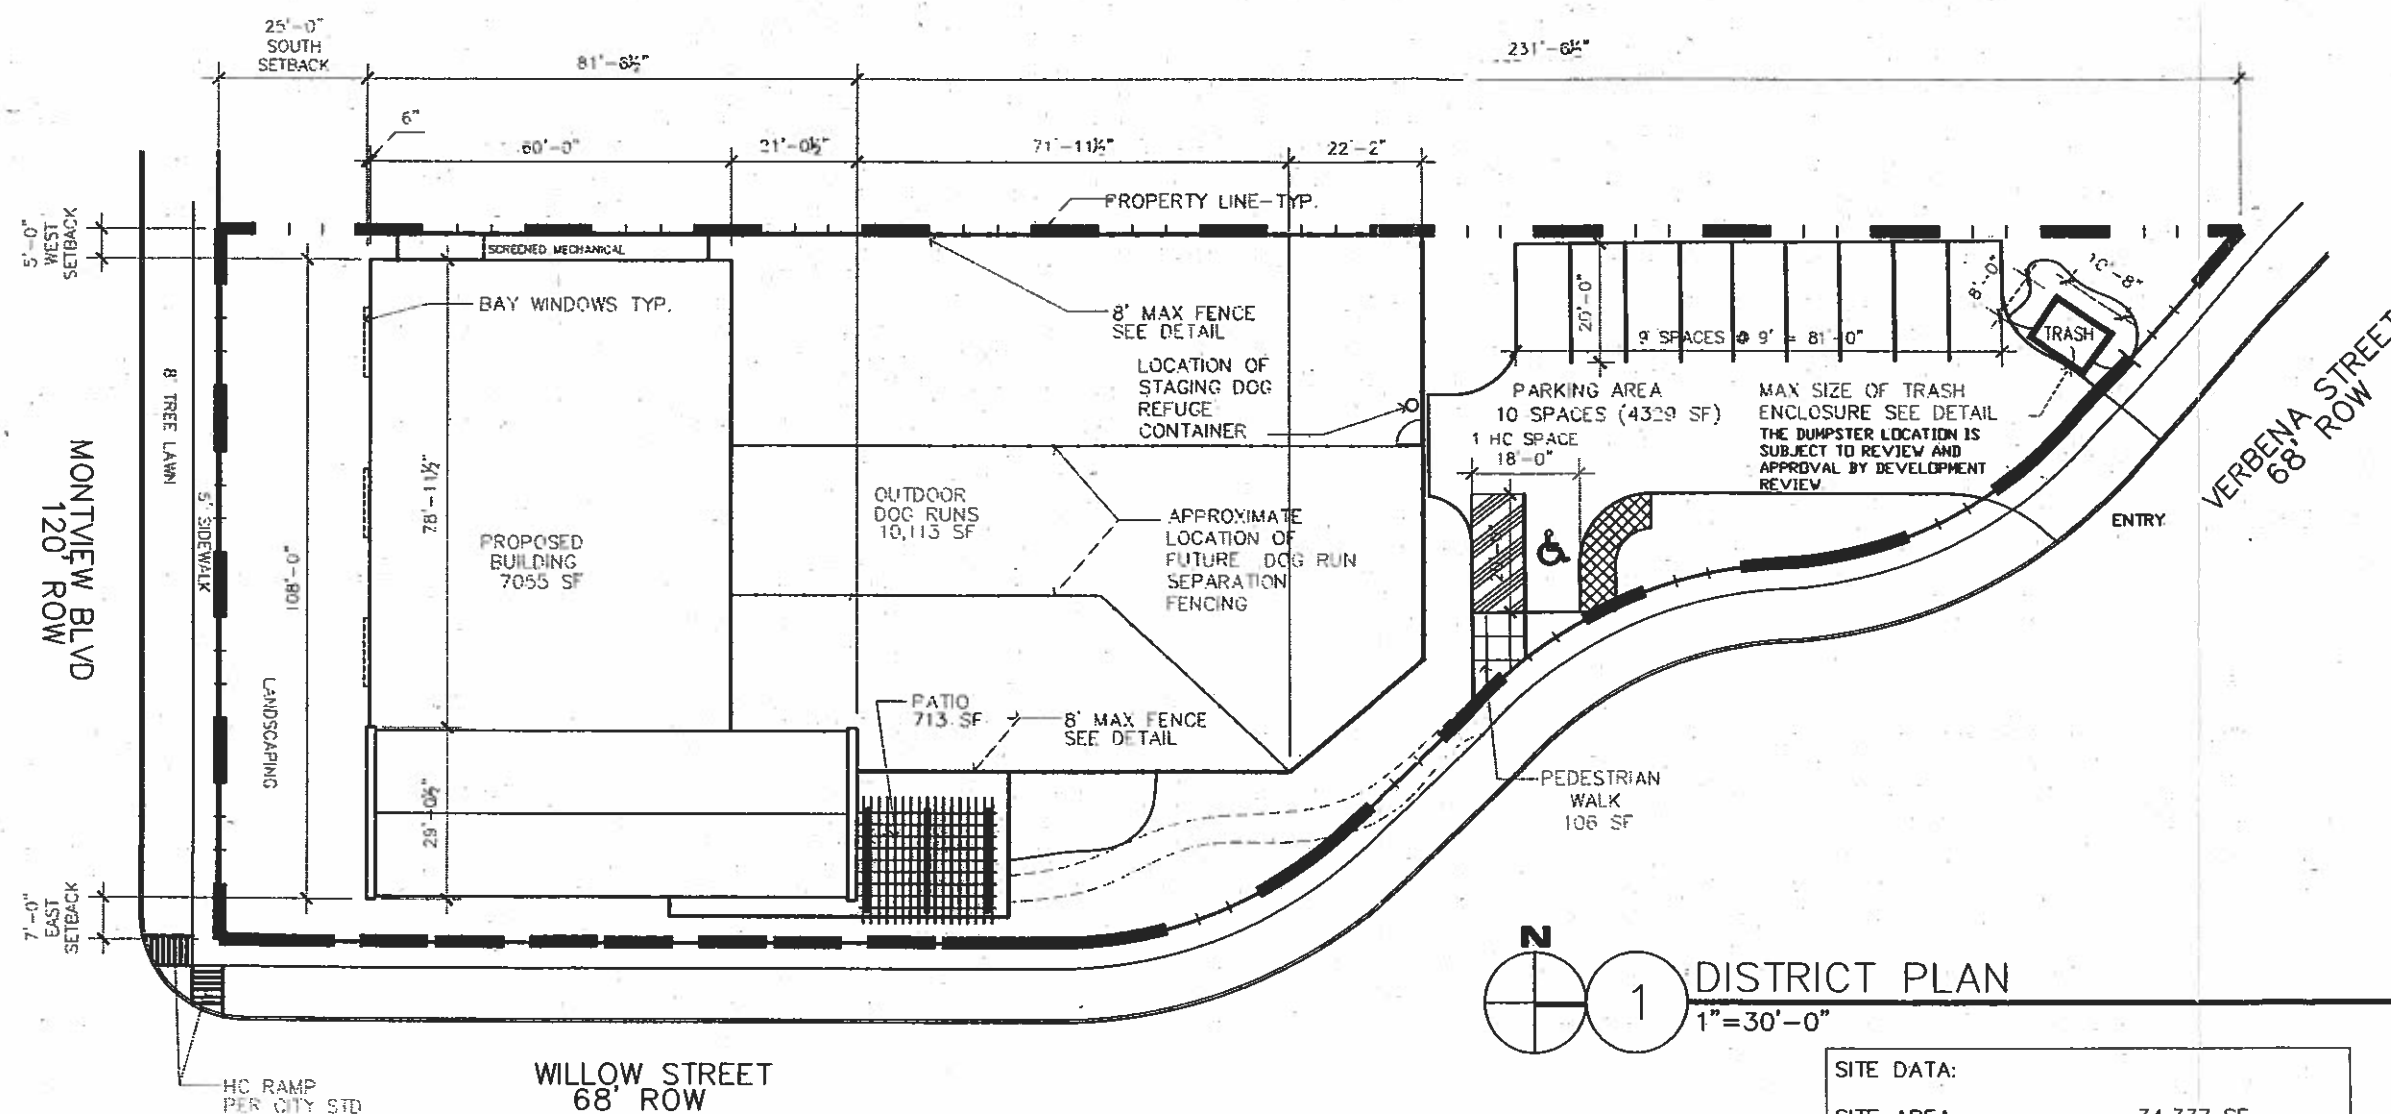 25'-0"
SOUTH
SETBACK
81'-6½"
231'-6½"
6"
60'-0"
21'-0½"
71'-11½"
22'-2"
PROPERTY LINE-TYP.
5'-0"
WEST
SETBACK
SCREENED MECHANICAL
BAY WINDOWS TYP.
8' MAX FENCE
SEE DETAIL
LOCATION OF
STAGING DOG
REFUGE
CONTAINER
9 SPACES @ 9' = 81'-0"
8'-0"
10'-8"
TRASH
PARKING AREA
10 SPACES (4329 SF)
1 HC SPACE
18'-0"
MAX SIZE OF TRASH
ENCLOSURE SEE DETAIL
THE DUMPSTER LOCATION IS
SUBJECT TO REVIEW AND
APPROVAL BY DEVELOPMENT
REVIEW
VERBENA STREET
68' ROW
ENTRY
MONTVIEW BLVD
120' ROW
8' TREE LAWN
5' SIDEWALK
LANDSCAPING
108'-0"
78'-11½"
PROPOSED
BUILDING
7055 SF
OUTDOOR
DOG RUNS
10,113 SF
APPROXIMATE
LOCATION OF
FUTURE DOG RUN
SEPARATION
FENCING
PATIO
713 SF
8' MAX FENCE
SEE DETAIL
29'-0½"
PEDESTRIAN
WALK
106 SF
7'-0"
EAST
SETBACK
HC RAMP
PER CITY STD
WILLOW STREET
68' ROW
N
1
DISTRICT PLAN
1"=30'-0"
SITE DATA: